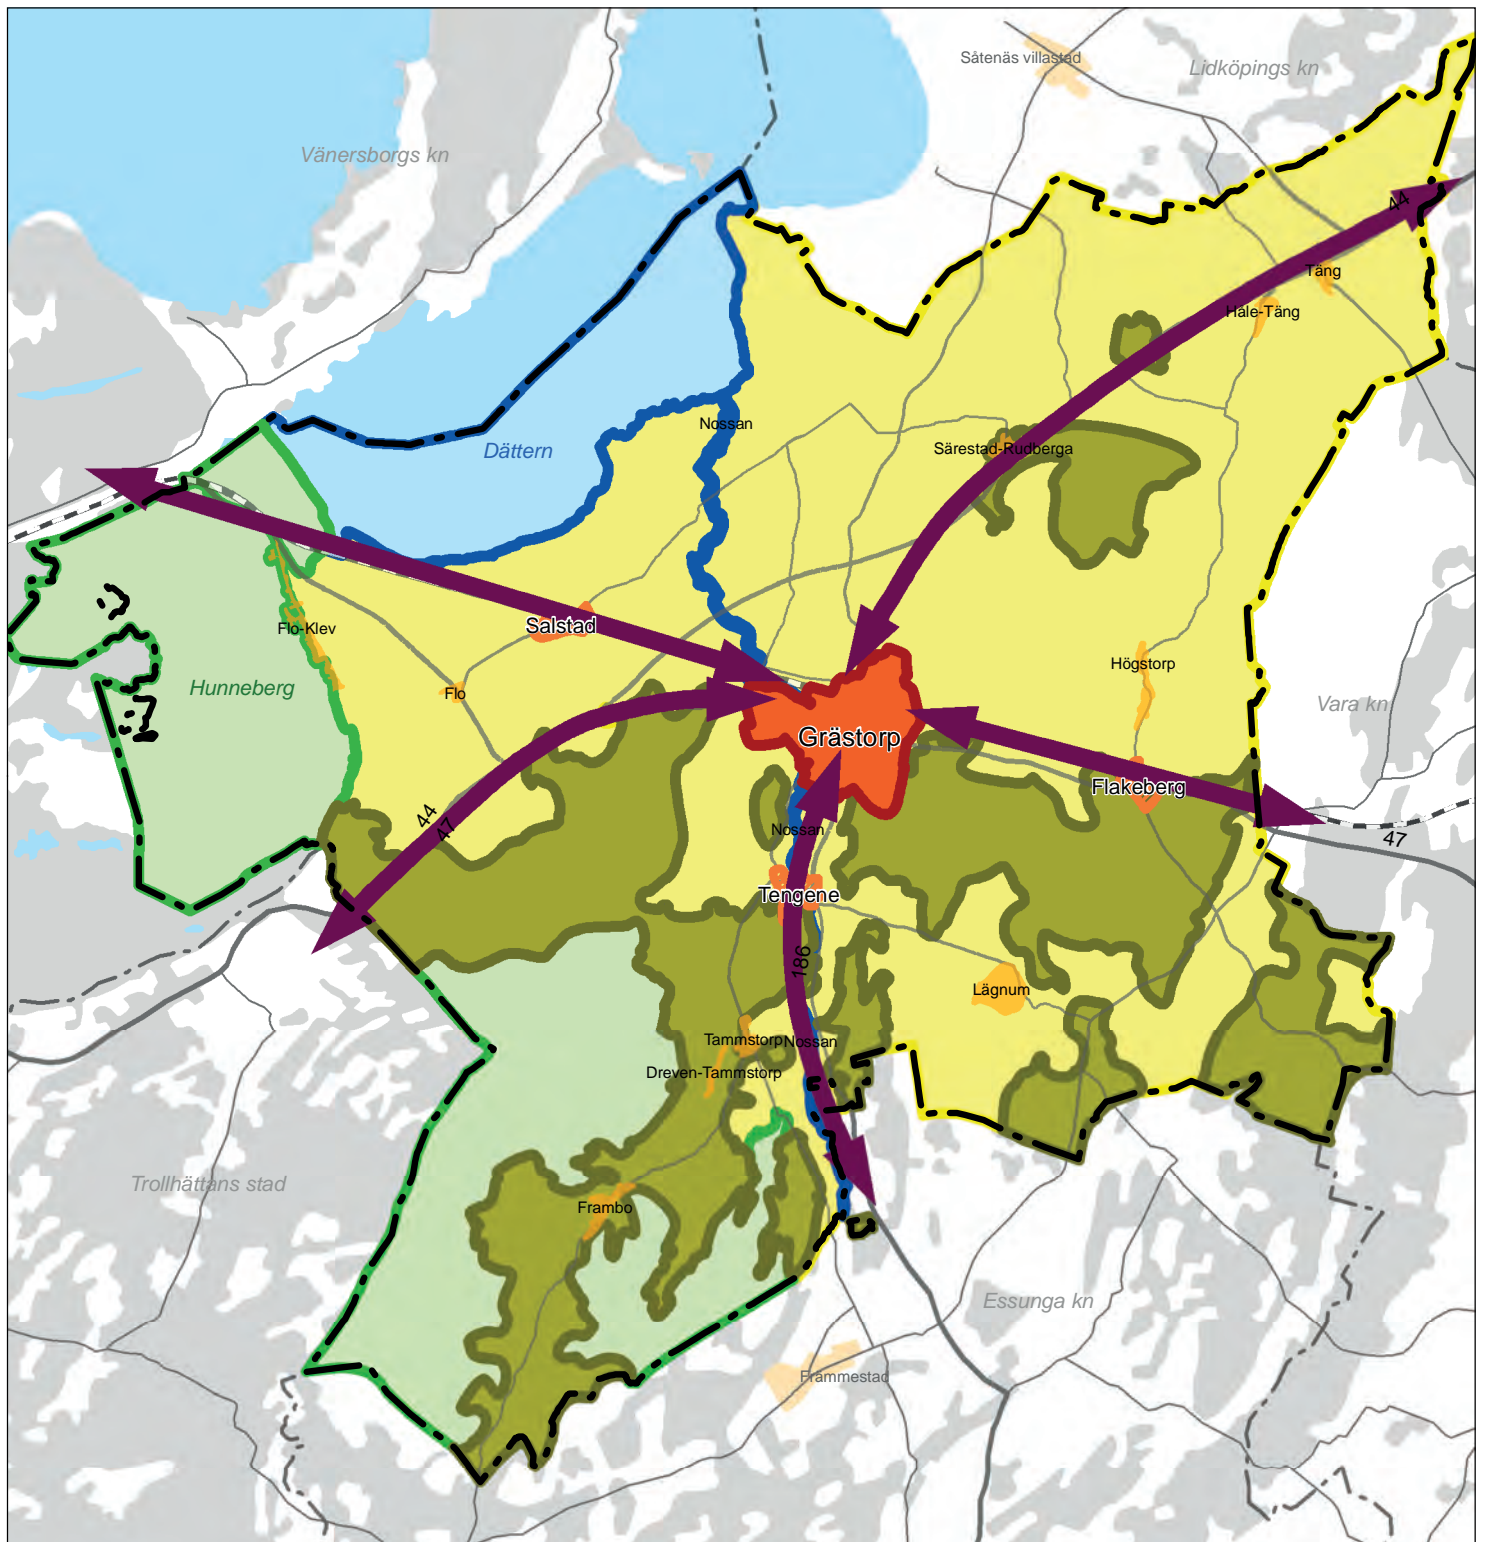 Såtenäs villastad
Lidköpings kn
Vänersborgs kn
44
Täng
Hale-Täng
Nossan
Särestad-Rudberga
Dättern
Salstad
Flo-Klev
Högstorp
Hunneberg
Flo
Vara kn
Grästorp
Flakeberg
44
47
Nossan
47
Tengene
186
Lägnum
Tammstorp
Nossan
Dreven-Tammstorp
Trollhättans stad
Frambo
Essunga kn
Främmestad